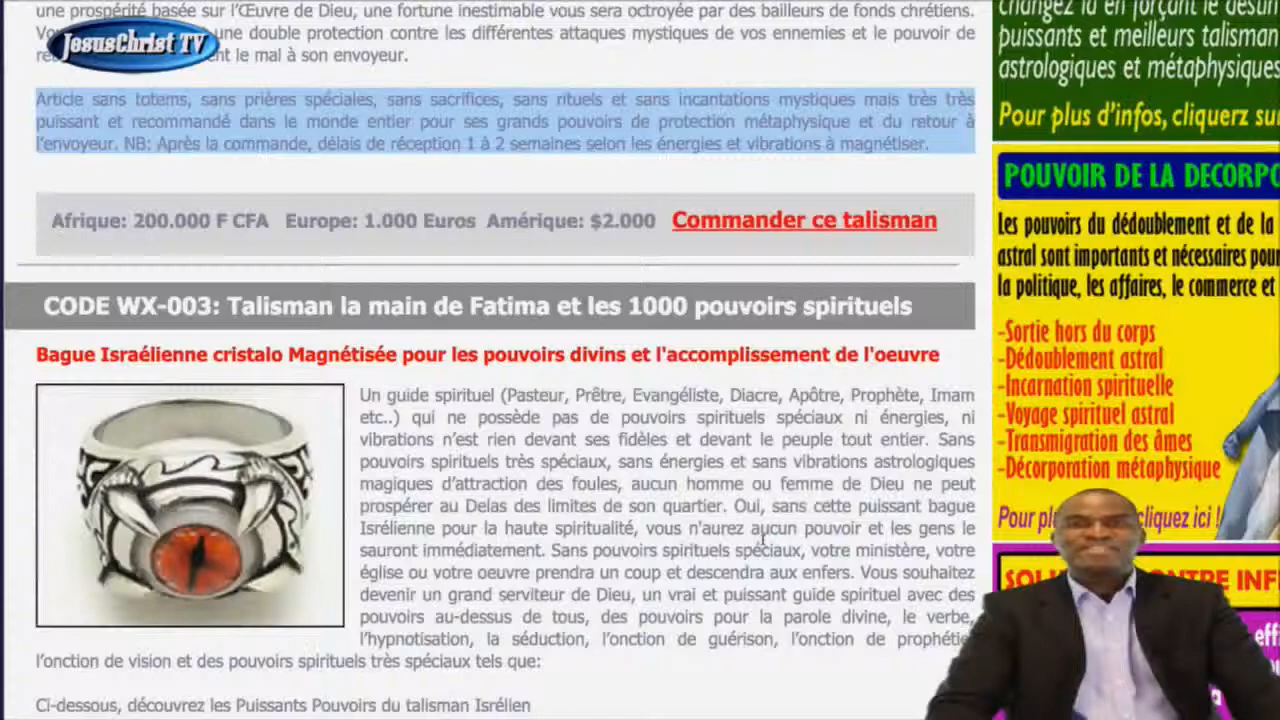 une prospérité basée sur l'Œuvre de Dieu, une fortune inestimable vous sera octroyée par des bailleurs de fonds chrétiens.
une double protection contre les différentes attaques mystiques de vos ennemies et le pouvoir de
le mal à son envoyeur.
JesusChrist TV
Article sans totems, sans prières spéciales, sans sacrifices, sans rituels et sans incantations mystiques mais très très
puissant et recommandé dans le monde entier pour ses grands pouvoirs de protection métaphysique et du retour à
l'envoyeur. NB: Après la commande, délais de réception 1 à 2 semaines selon les énergies et vibrations à magnétiser.
Afrique: 200.000 F CFA Europe: 1.000 Euros Amérique: $2.000 Commander ce talisman
CODE WX-003: Talisman la main de Fatima et les 1000 pouvoirs spirituels
Bague Israélienne cristalo Magnétisée pour les pouvoirs divins et l'accomplissement de l'oeuvre
Un guide spirituel (Pasteur, Prêtre, Evangéliste, Diacre, Apôtre, Prophète, Imam
etc..) qui ne possède pas de pouvoirs spirituels spéciaux ni énergies, ni
vibrations n'est rien devant ses fidèles et devant le peuple tout entier. Sans
pouvoirs spirituels très spéciaux, sans énergies et sans vibrations astrologiques
magiques d'attraction des foules, aucun homme ou femme de Dieu ne peut
prospérer au Delas des limites de son quartier. Oui, sans cette puissant bague
Isrélienne pour la haute spiritualité, vous n'aurez aucun pouvoir et les gens le
sauront immédiatement. Sans pouvoirs spirituels spéciaux, votre ministère, votre
église ou votre oeuvre prendra un coup et descendra aux enfers. Vous souhaitez
devenir un grand serviteur de Dieu, un vrai et puissant guide spirituel avec des
pouvoirs au-dessus de tous, des pouvoirs pour la parole divine, le verbe,
l'hypnotisation, la séduction, l'onction de guérison, l'onction de prophétie,
l'onction de vision et des pouvoirs spirituels très spéciaux tels que:
Ci-dessous, découvrez les Puissants Pouvoirs du talisman Isrélien
changez là en forçant le destin
puissants et meilleurs talisman
astrologiques et métaphysiques
Pour plus d'infos, cliquerz su
POUVOIR DE LA DECORPO
Les pouvoirs du dédoublement et de la
astral sont importants et nécessaires pour
la politique, les affaires, le commerce et
-Sortie hors du corps
-Dédoublement astral
-Incarnation spirituelle
-Voyage spirituel astral
-Transmigration des âmes
-Décorporation métaphysique
cliquez ici !